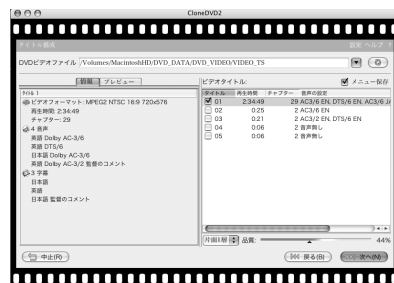 CloneDVD2
タイトル構成
設定 ヘルプ ?
DVDビデオファイル /Volumes/MacintoshHD/DVD_DATA/DVD_VIDEO/VIDEO_TS
情報 プレビュー
タイトル 1
ビデオフォーマット: MPEG2 NTSC 16:9 720x576
再生時間: 2:34:49
チャプター: 29
4 音声
英語 Dolby AC-3/6
英語 DTS/6
日本語 Dolby AC-3/6
英語 Dolby AC-3/2 監督のコメント
3 字幕
日本語
英語
日本語 監督のコメント
ビデオタイトル:
メニュー保存
タイトル 再生時間 チャプター 音声の設定
01 2:34:49 29 AC3/6 EN, DTS/6 EN, AC3/6 JA
02 0:25 2 AC3/6 EN
03 0:21 2 AC3/2 EN, DTS/6 EN
04 0:06 2 音声無し
05 0:06 2 音声無し
片面1層 品質: 44%
中止(R)
戻る(B)
次へ(N)